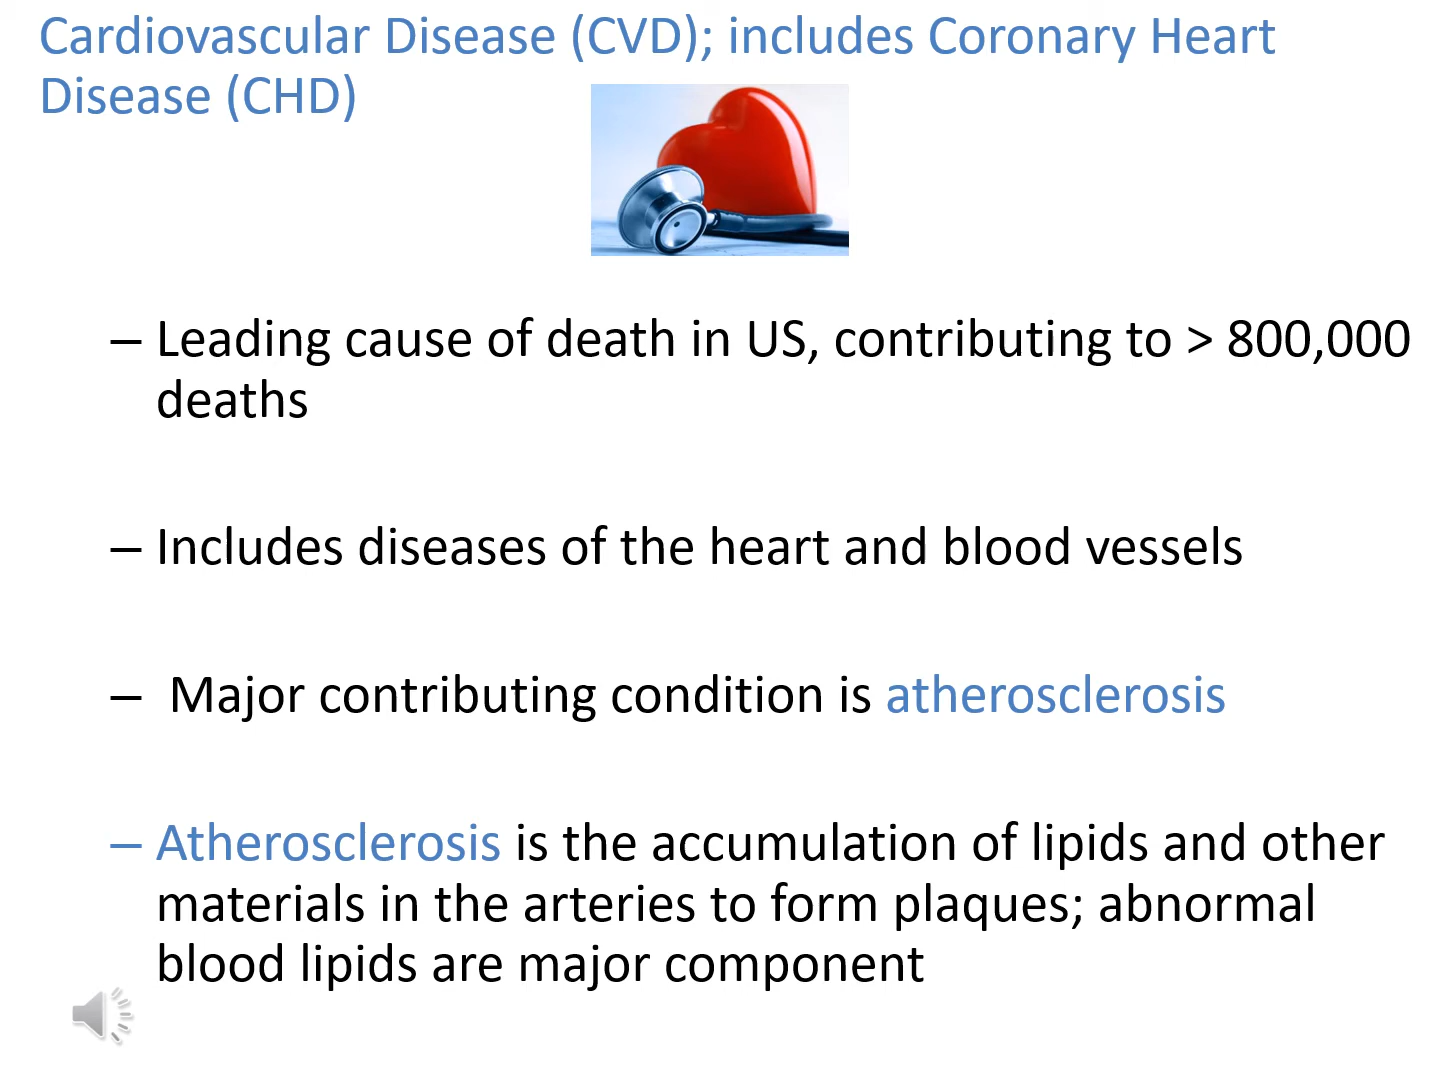 Cardiovascular Disease (CVD); includes Coronary Heart
Disease (CHD)
– Leading cause of death in US, contributing to > 800,000
deaths
– Includes diseases of the heart and blood vessels
– Major contributing condition is atherosclerosis
– Atherosclerosis is the accumulation of lipids and other
materials in the arteries to form plaques; abnormal
blood lipids are major component